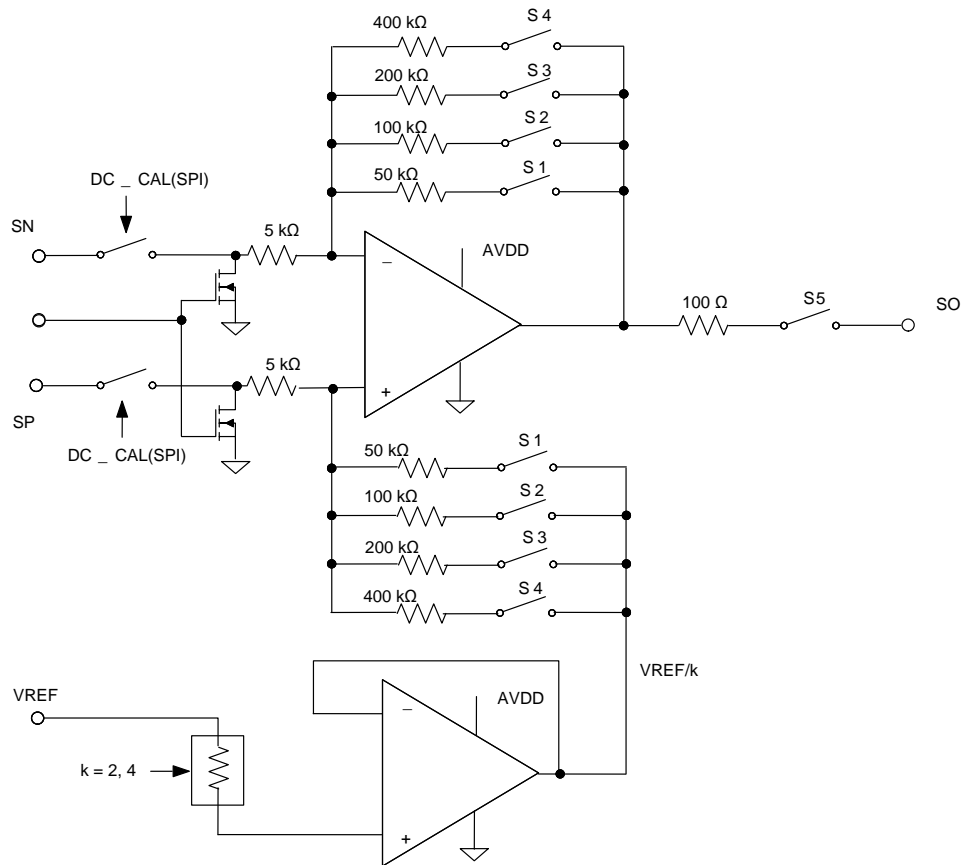 400 kΩ
S 4
200 kΩ
S 3
100 kΩ
S 2
50 kΩ
S 1
DC _ CAL(SPI)
SN
5 kΩ
_
AVDD
100 Ω
S5
SO
5 kΩ
+
SP
DC _ CAL(SPI)
50 kΩ
S 1
100 kΩ
S 2
200 kΩ
S 3
400 kΩ
S 4
VREF/k
VREF
_
AVDD
k = 2, 4
+